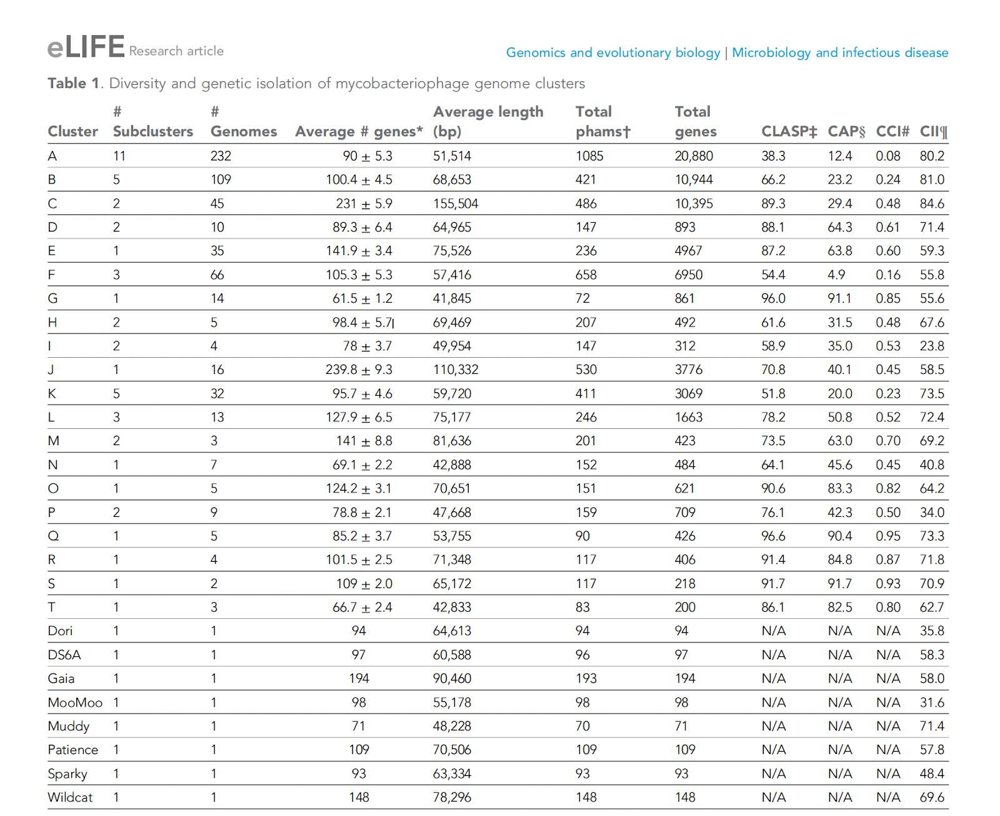 eLIFE Research article
Genomics and evolutionary biology | Microbiology and infectious disease
Table 1. Diversity and genetic isolation of mycobacteriophage genome clusters
Cluster # Subclusters # Genomes Average # genes* Average length (bp) Total phams† Total genes CLASP‡ CAP§ CCI# CII¶
A 11 232 90 ± 5.3 51,514 1085 20,880 38.3 12.4 0.08 80.2
B 5 109 100.4 ± 4.5 68,653 421 10,944 66.2 23.2 0.24 81.0
C 2 45 231 ± 5.9 155,504 486 10,395 89.3 29.4 0.48 84.6
D 2 10 89.3 ± 6.4 64,965 147 893 88.1 64.3 0.61 71.4
E 1 35 141.9 ± 3.4 75,526 236 4967 87.2 63.8 0.60 59.3
F 3 66 105.3 ± 5.3 57,416 658 6950 54.4 4.9 0.16 55.8
G 1 14 61.5 ± 1.2 41,845 72 861 96.0 91.1 0.85 55.6
H 2 5 98.4 ± 5.7| 69,469 207 492 61.6 31.5 0.48 67.6
I 2 4 78 ± 3.7 49,954 147 312 58.9 35.0 0.53 23.8
J 1 16 239.8 ± 9.3 110,332 530 3776 70.8 40.1 0.45 58.5
K 5 32 95.7 ± 4.6 59,720 411 3069 51.8 20.0 0.23 73.5
L 3 13 127.9 ± 6.5 75,177 246 1663 78.2 50.8 0.52 72.4
M 2 3 141 ± 8.8 81,636 201 423 73.5 63.0 0.70 69.2
N 1 7 69.1 ± 2.2 42,888 152 484 64.1 45.6 0.45 40.8
O 1 5 124.2 ± 3.1 70,651 151 621 90.6 83.3 0.82 64.2
P 2 9 78.8 ± 2.1 47,668 159 709 76.1 42.3 0.50 34.0
Q 1 5 85.2 ± 3.7 53,755 90 426 96.6 90.4 0.95 73.3
R 1 4 101.5 ± 2.5 71,348 117 406 91.4 84.8 0.87 71.8
S 1 2 109 ± 2.0 65,172 117 218 91.7 91.7 0.93 70.9
T 1 3 66.7 ± 2.4 42,833 83 200 86.1 82.5 0.80 62.7
Dori 1 1 94 64,613 94 94 N/A N/A N/A 35.8
DS6A 1 1 97 60,588 96 97 N/A N/A N/A 58.3
Gaia 1 1 194 90,460 193 194 N/A N/A N/A 58.0
MooMoo 1 1 98 55,178 98 98 N/A N/A N/A 31.6
Muddy 1 1 71 48,228 70 71 N/A N/A N/A 71.4
Patience 1 1 109 70,506 109 109 N/A N/A N/A 57.8
Sparky 1 1 93 63,334 93 93 N/A N/A N/A 48.4
Wildcat 1 1 148 78,296 148 148 N/A N/A N/A 69.6